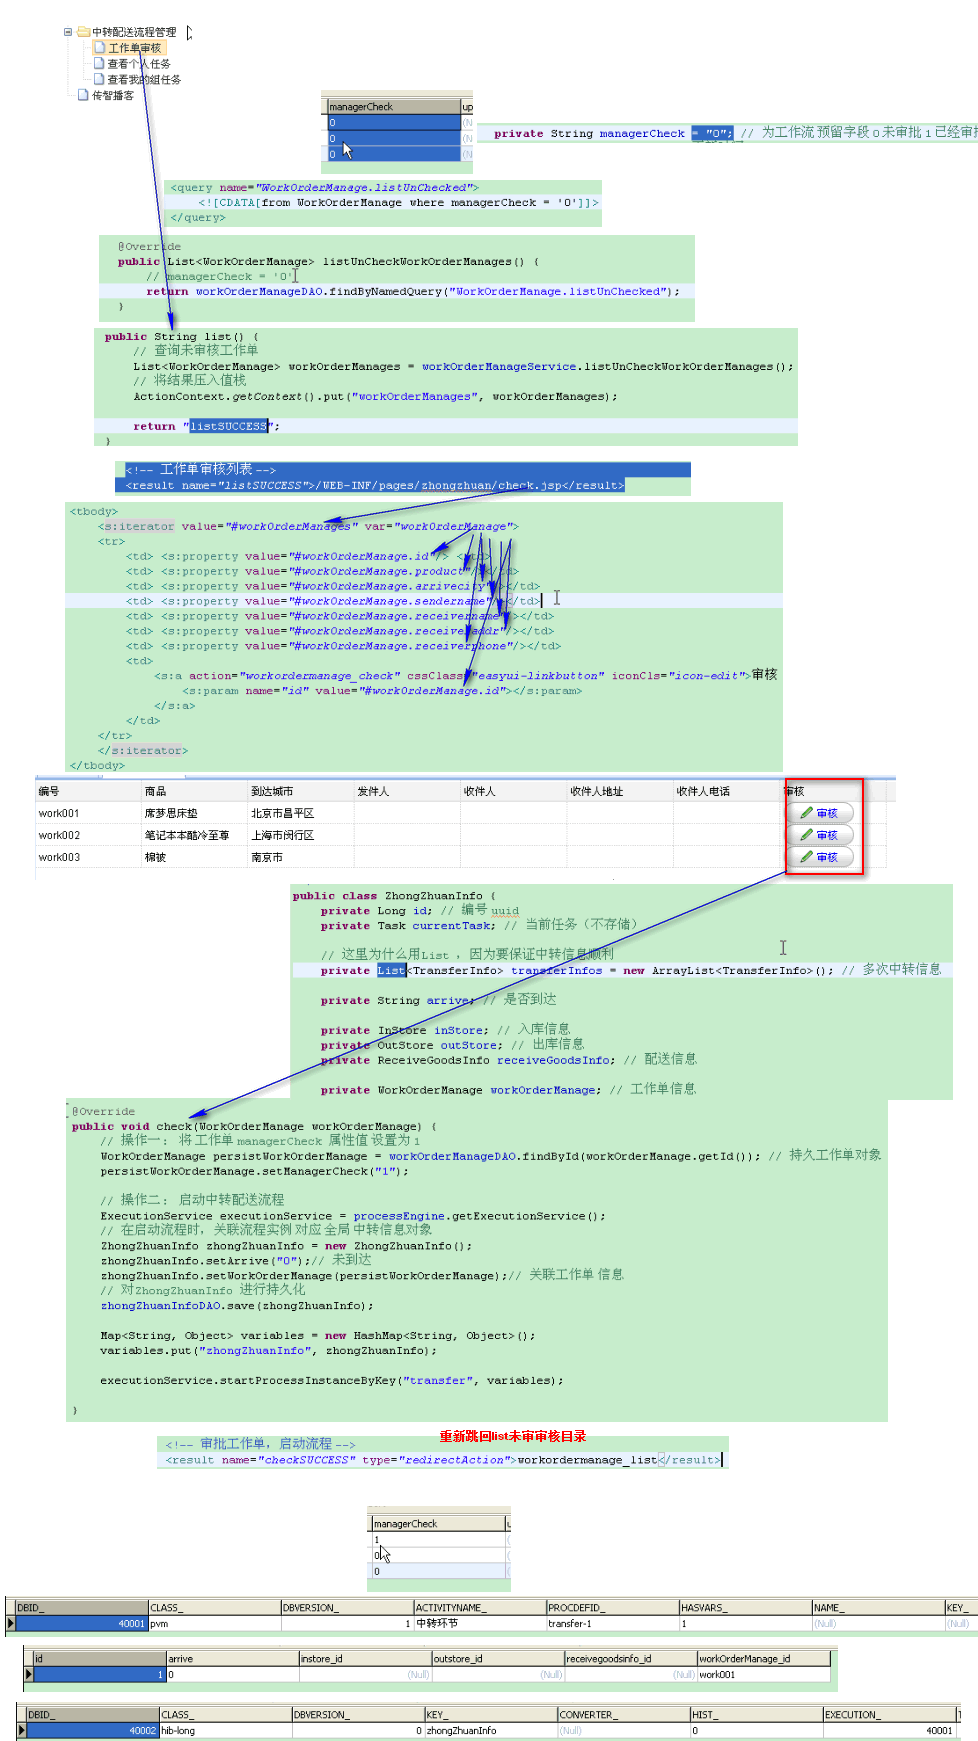 中转配送流程管理
工作单审核
查看个人任务
查看我的组任务
传智播客
managerCheck up
0 (N
0 (N
0 (N
private String managerCheck = "0"; // 为工作流 预留字段 0 未审批 1 已经审批
<query name="WorkOrderManage.listUnChecked">
<![CDATA[from WorkOrderManage where managerCheck = '0']]>
</query>
@Override
public List<WorkOrderManage> listUnCheckWorkOrderManages() {
// managerCheck = '0'
return workOrderManageDAO.findByNamedQuery("WorkOrderManage.listUnChecked");
}
public String list() {
// 查询未审核工作单
List<WorkOrderManage> workOrderManages = workOrderManageService.listUnCheckWorkOrderManages();
// 将结果压入值栈
ActionContext.getContext().put("workOrderManages", workOrderManages);
return "listSUCCESS";
}
<!-- 工作单审核列表 -->
<result name="listSUCCESS">/WEB-INF/pages/zhongzhuan/check.jsp</result>
<tbody>
<s:iterator value="#workOrderManages" var="workOrderManage">
<tr>
<td> <s:property value="#workOrderManage.id"/> </td>
<td> <s:property value="#workOrderManage.product"/></td>
<td> <s:property value="#workOrderManage.arrivecity"/></td>
<td> <s:property value="#workOrderManage.sendername"/></td>
<td> <s:property value="#workOrderManage.receivername"/></td>
<td> <s:property value="#workOrderManage.receiveraddr"/></td>
<td> <s:property value="#workOrderManage.receiverphone"/></td>
<td>
<s:a action="workordermanage_check" cssClass="easyui-linkbutton" iconCls="icon-edit">审核
<s:param name="id" value="#workOrderManage.id"></s:param>
</s:a>
</td>
</tr>
</s:iterator>
</tbody>
编号 商品 到达城市 发件人 收件人 收件人地址 收件人电话 审核
work001 席梦思床垫 北京市昌平区 审核
work002 笔记本本酷冷至尊 上海市闵行区 审核
work003 棉被 南京市 审核
public class ZhongZhuanInfo {
private Long id; // 编号 uuid
private Task currentTask; // 当前任务（不存储）
// 这里为什么用List ，因为要保证中转信息顺利
private List<TransferInfo> transferInfos = new ArrayList<TransferInfo>(); // 多次中转信息
private String arrive; // 是否到达
private InStore inStore; // 入库信息
private OutStore outStore; // 出库信息
private ReceiveGoodsInfo receiveGoodsInfo; // 配送信息
private WorkOrderManage workOrderManage; // 工作单信息
@Override
public void check(WorkOrderManage workOrderManage) {
// 操作一： 将 工作单 managerCheck 属性值 设置为 1
WorkOrderManage persistWorkOrderManage = workOrderManageDAO.findById(workOrderManage.getId()); // 持久工作单对象
persistWorkOrderManage.setManagerCheck("1");
// 操作二： 启动中转配送流程
ExecutionService executionService = processEngine.getExecutionService();
// 在启动流程时，关联流程实例 对应 全局 中转信息对象
ZhongZhuanInfo zhongZhuanInfo = new ZhongZhuanInfo();
zhongZhuanInfo.setArrive("0");// 未到达
zhongZhuanInfo.setWorkOrderManage(persistWorkOrderManage);// 关联工作单 信息
// 对ZhongZhuanInfo 进行持久化
zhongZhuanInfoDAO.save(zhongZhuanInfo);
Map<String, Object> variables = new HashMap<String, Object>();
variables.put("zhongZhuanInfo", zhongZhuanInfo);
executionService.startProcessInstanceByKey("transfer", variables);
}
重新跳回list未审审核目录
<!-- 审批工作单，启动流程 -->
<result name="checkSUCCESS" type="redirectAction">workordermanage_list</result>
managerCheck
1
0
0
DBID_ CLASS_ DBVERSION_ ACTIVITYNAME_ PROCDEFID_ HASVARS_ NAME_ KEY_
40001 pvm 1 中转环节 transfer-1 1 (Null) (Null)
id arrive instore_id outstore_id receivegoodsinfo_id workOrderManage_id
1 0 (Null) (Null) (Null) work001
DBID_ CLASS_ DBVERSION_ KEY_ CONVERTER_ HIST_ EXECUTION_
40002 hib-long 0 zhongZhuanInfo (Null) 0 40001